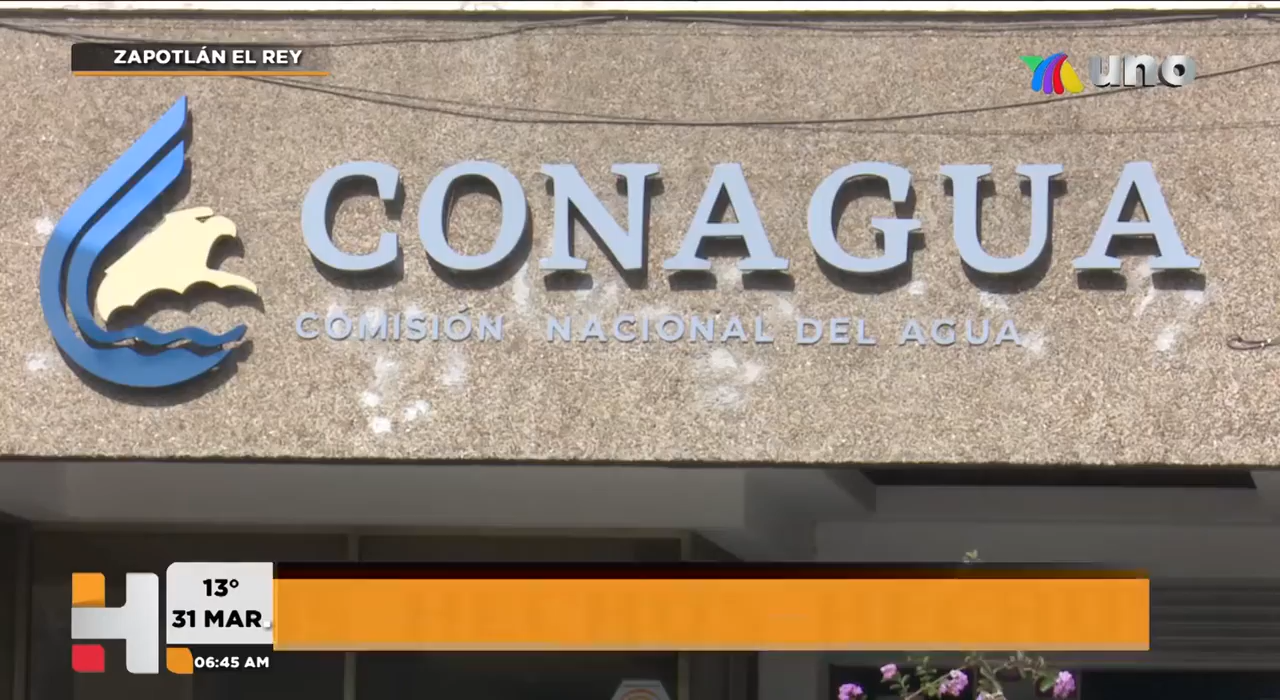 ZAPOTLÁN EL REY
uno
CONAGUA
COMISIÓN NACIONAL DEL AGUA
13°
31 MAR.
06:45 AM